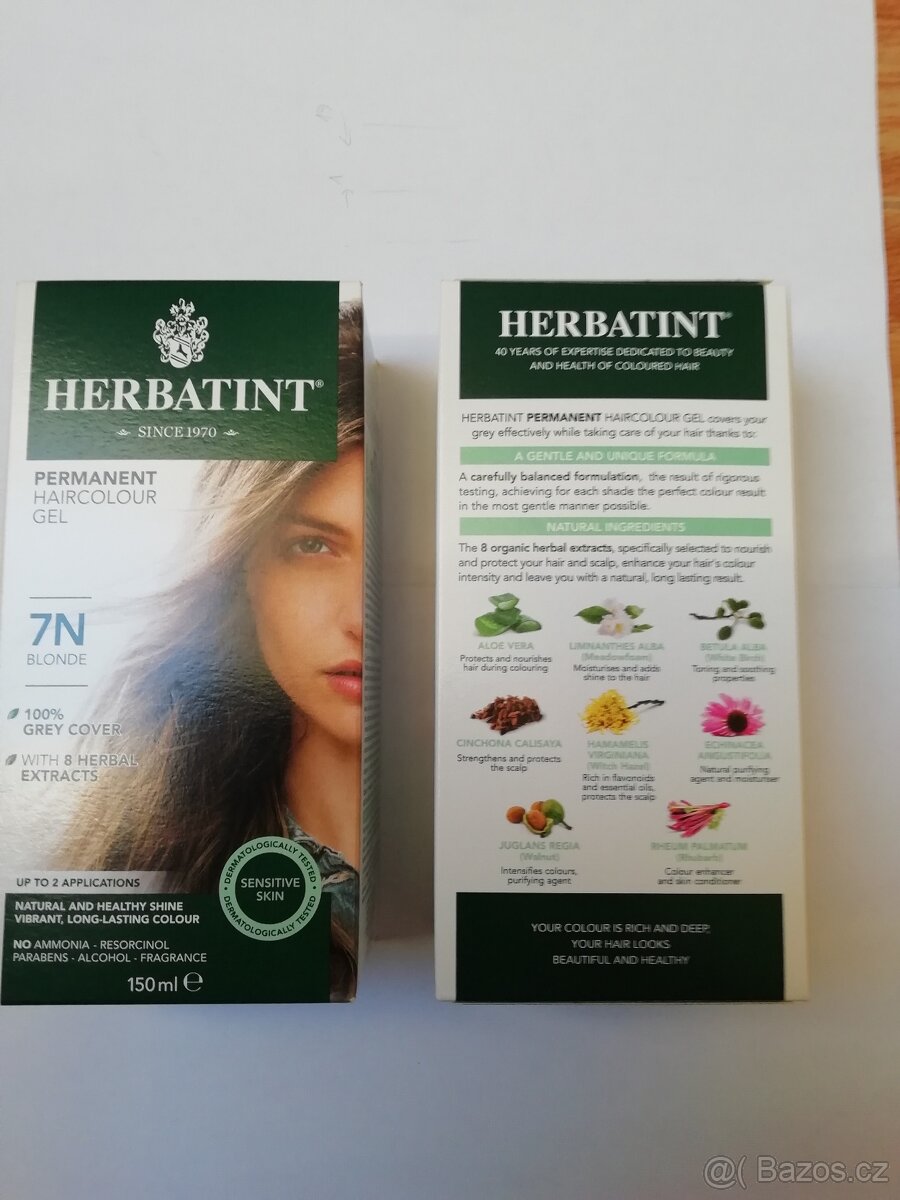 HERBATINT®
SINCE 1970
PERMANENT
HAIRCOLOUR
GEL
7N
BLONDE
100%
GREY COVER
WITH 8 HERBAL
EXTRACTS
UP TO 2 APPLICATIONS
NATURAL AND HEALTHY SHINE
VIBRANT, LONG-LASTING COLOUR
NO AMMONIA - RESORCINOL
PARABENS - ALCOHOL - FRAGRANCE
150 ml ℮
DERMATOLOGICALLY TESTED
SENSITIVE
SKIN
DERMATOLOGICALLY TESTED
HERBATINT®
40 YEARS OF EXPERTISE DEDICATED TO BEAUTY
AND HEALTH OF COLOURED HAIR
HERBATINT PERMANENT HAIRCOLOUR GEL covers your
grey effectively while taking care of your hair thanks to:
A GENTLE AND UNIQUE FORMULA
A carefully balanced formulation, the result of rigorous
testing, achieving for each shade the perfect colour result
in the most gentle manner possible.
NATURAL INGREDIENTS
The 8 organic herbal extracts, specifically selected to nourish
and protect your hair and scalp, enhance your hair's colour
intensity and leave you with a natural, long lasting result.
ALOE VERA
Protects and nourishes
hair during colouring
LIMNANTHES ALBA
(Meadowfoam)
Moisturises and adds
shine to the hair
BETULA ALBA
(White Birch)
Toning and soothing
properties
CINCHONA CALISAYA
Strengthens and protects
the scalp
HAMAMELIS
VIRGINIANA
(Witch Hazel)
Rich in flavonoids
and essential oils,
protects the scalp
ECHINACEA
ANGUSTIFOLIA
Natural purifying
agent and moisturiser
JUGLANS REGIA
(Walnut)
Intensifies colours,
purifying agent
RHEUM PALMATUM
(Rhubarb)
Colour enhancer
and skin conditioner
YOUR COLOUR IS RICH AND DEEP,
YOUR HAIR LOOKS
BEAUTIFUL AND HEALTHY
@( Bazos.cz